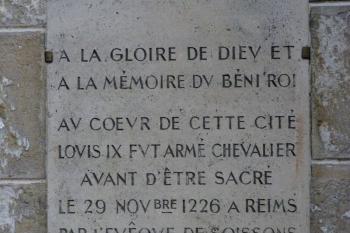 A LA GLOIRE DE DIEV ET
A LA MÉMOIRE DV BÉNI ROI
AV COEVR DE CETTE CITÉ
LOVIS IX FVT ARMÉ CHEVALIER
AVANT D'ÊTRE SACRÉ
LE 29 NOVBRE 1226 A REIMS
PAR L'EVÊQVE DE SOISSONS